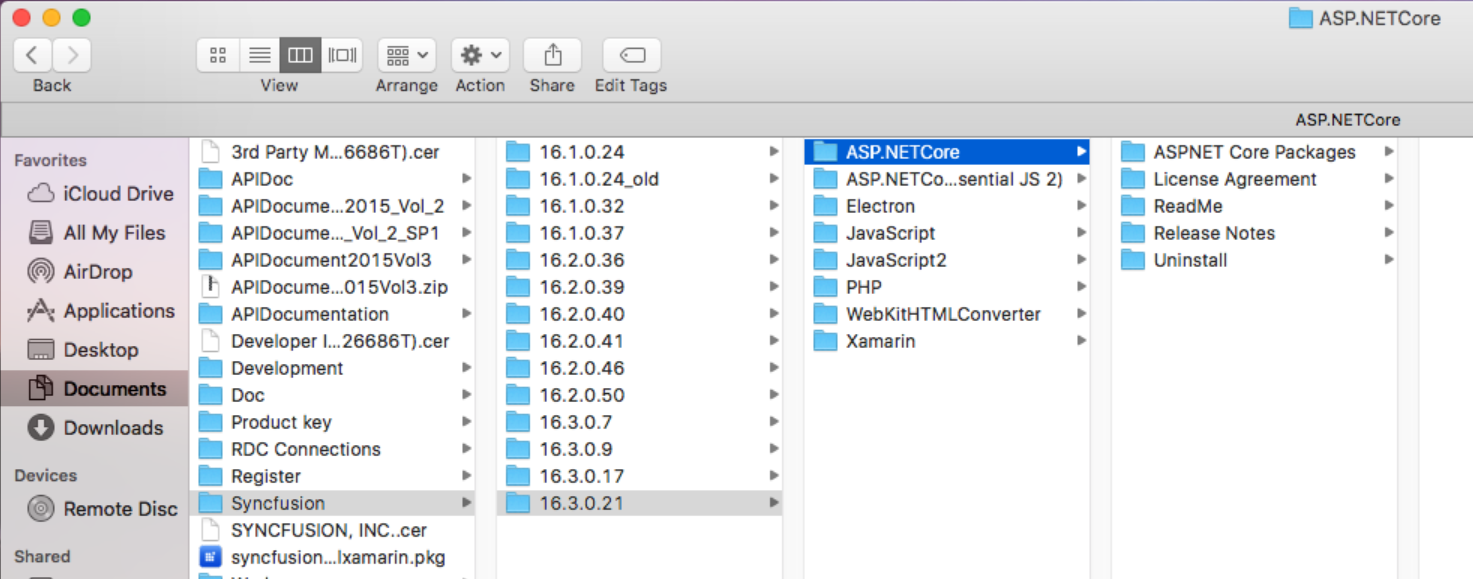 ASP.NETCore
Back
View
Arrange
Action
Share
Edit Tags
ASP.NETCore
Favorites
iCloud Drive
All My Files
AirDrop
Applications
Desktop
Documents
Downloads
Devices
Remote Disc
Shared
3rd Party M...6686T).cer
APIDoc
APIDocume...2015_Vol_2
APIDocume..._Vol_2_SP1
APIDocument2015Vol3
APIDocume...015Vol3.zip
APIDocumentation
Developer I...26686T).cer
Development
Doc
Product key
RDC Connections
Register
Syncfusion
SYNCFUSION, INC..cer
syncfusion...lxamarin.pkg
16.1.0.24
16.1.0.24_old
16.1.0.32
16.1.0.37
16.2.0.36
16.2.0.39
16.2.0.40
16.2.0.41
16.2.0.46
16.2.0.50
16.3.0.7
16.3.0.9
16.3.0.17
16.3.0.21
ASP.NETCore
ASP.NETCo...sential JS 2)
Electron
JavaScript
JavaScript2
PHP
WebKitHTMLConverter
Xamarin
ASPNET Core Packages
License Agreement
ReadMe
Release Notes
Uninstall